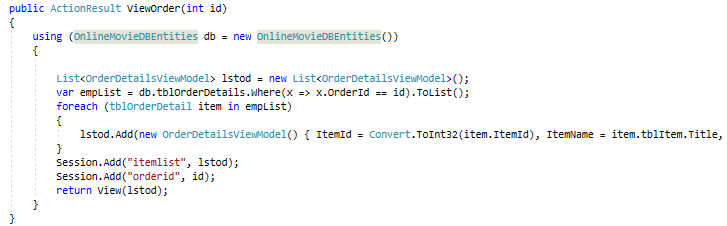 public ActionResult ViewOrder(int id)
{
using (OnlineMovieDBEntities db = new OnlineMovieDBEntities())
{
List<OrderDetailsViewModel> lstod = new List<OrderDetailsViewModel>();
var empList = db.tblOrderDetails.Where(x => x.OrderId == id).ToList();
foreach (tblOrderDetail item in empList)
{
lstod.Add(new OrderDetailsViewModel() { ItemId = Convert.ToInt32(item.ItemId), ItemName = item.tblItem.Title,
}
Session.Add("itemlist", lstod);
Session.Add("orderid", id);
return View(lstod);
}
}